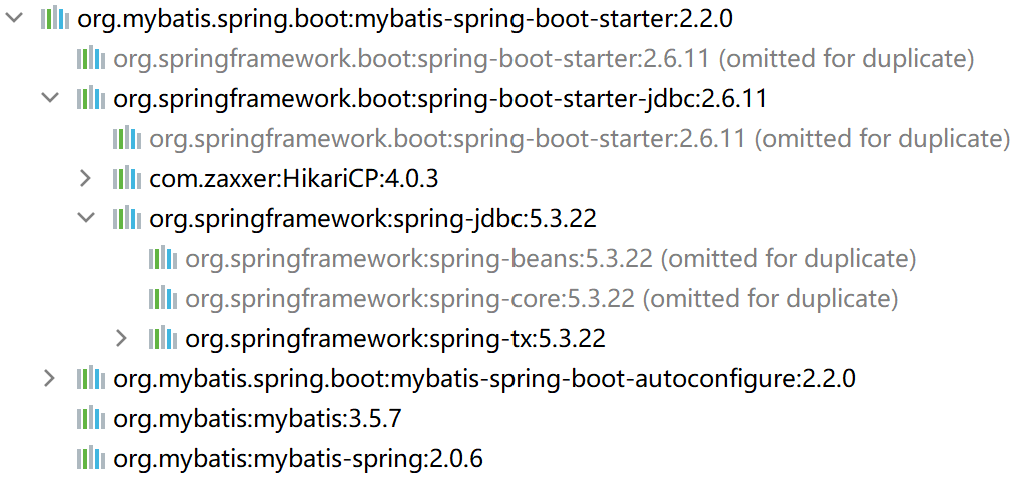 org.mybatis.spring.boot:mybatis-spring-boot-starter:2.2.0
org.springframework.boot:spring-boot-starter:2.6.11 (omitted for duplicate)
org.springframework.boot:spring-boot-starter-jdbc:2.6.11
org.springframework.boot:spring-boot-starter:2.6.11 (omitted for duplicate)
com.zaxxer:HikariCP:4.0.3
org.springframework:spring-jdbc:5.3.22
org.springframework:spring-beans:5.3.22 (omitted for duplicate)
org.springframework:spring-core:5.3.22 (omitted for duplicate)
org.springframework:spring-tx:5.3.22
org.mybatis.spring.boot:mybatis-spring-boot-autoconfigure:2.2.0
org.mybatis:mybatis:3.5.7
org.mybatis:mybatis-spring:2.0.6